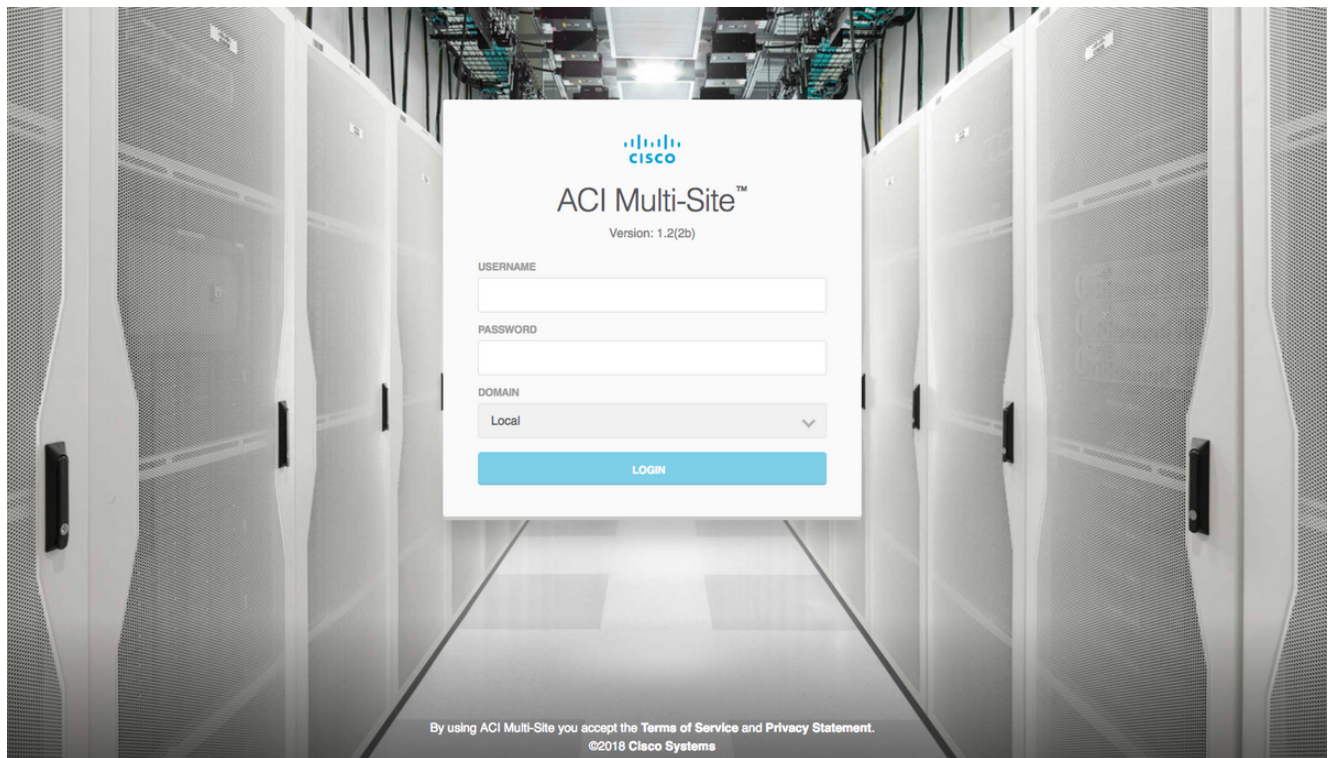 CISCO
ACI Multi-Site™
Version: 1.2(2b)
USERNAME
PASSWORD
DOMAIN
Local
LOGIN
By using ACI Multi-Site you accept the Terms of Service and Privacy Statement.
©2018 Cisco Systems